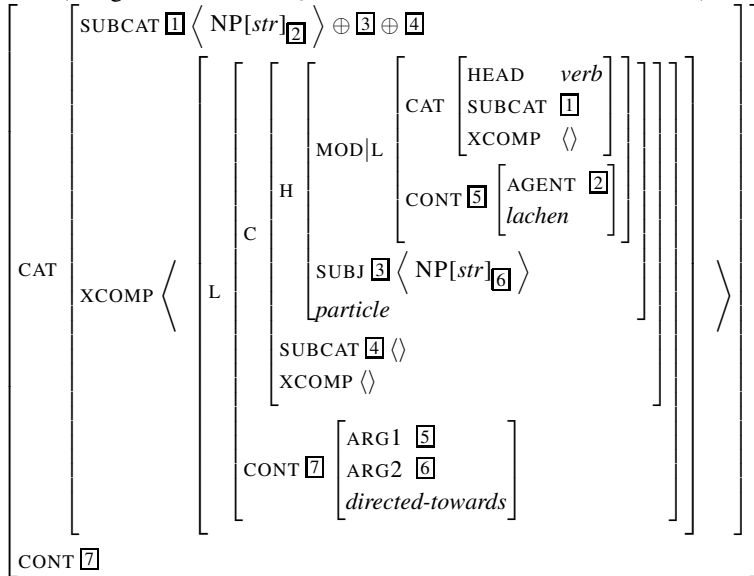 SUBCAT 1 ⟨ NP[str]2 ⟩ ⊕ 3 ⊕ 4
CAT
HEAD verb
SUBCAT 1
XCOMP ⟨⟩
MOD|L
CONT 5
AGENT 2
lachen
H
C
SUBJ 3 ⟨ NP[str]6 ⟩
particle
CAT
XCOMP ⟨
L
⟩
SUBCAT 4 ⟨⟩
XCOMP ⟨⟩
CONT 7
ARG1 5
ARG2 6
directed-towards
CONT 7